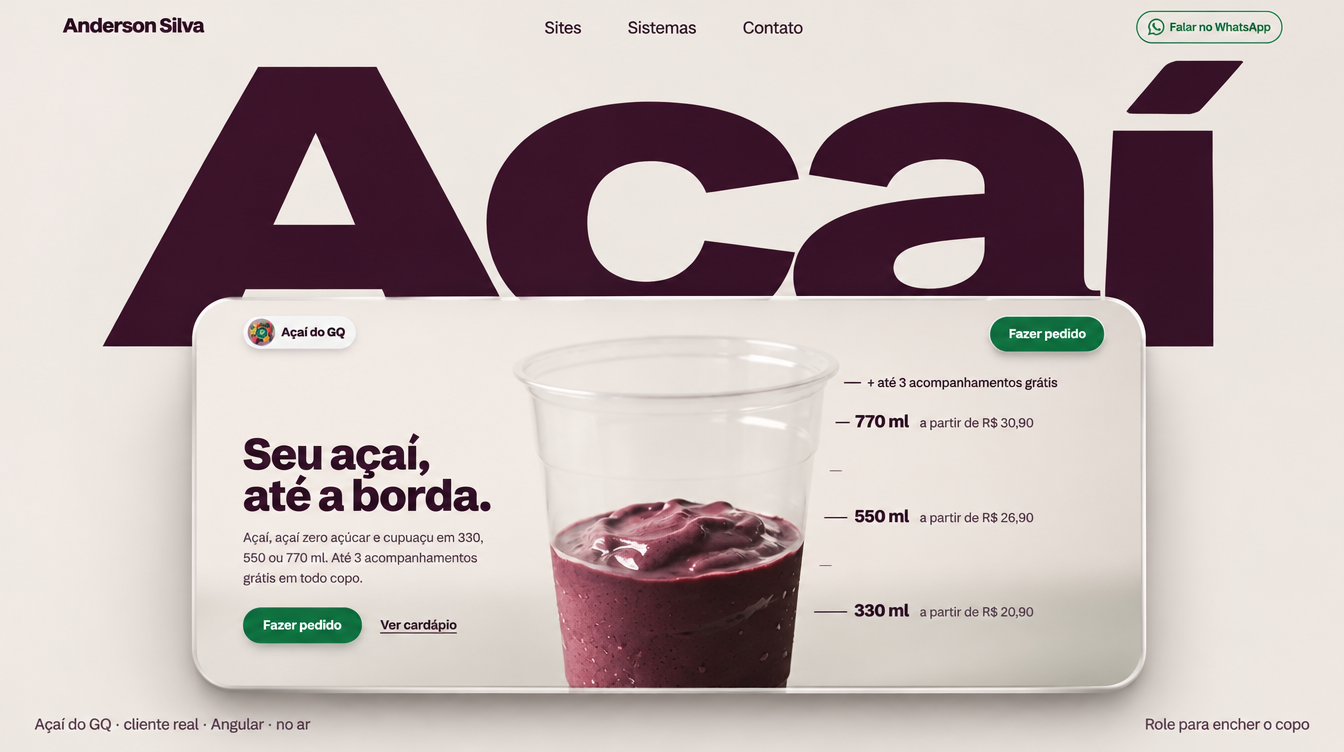 Anderson Silva
Sites
Sistemas
Contato
Falar no WhatsApp
Açaí
Açaí do GQ
Fazer pedido
+ até 3 acompanhamentos grátis
770 ml a partir de R$ 30,90
Seu açaí,
até a borda.
550 ml a partir de R$ 26,90
Açaí, açaí zero açúcar e cupuaçu em 330,
550 ou 770 ml. Até 3 acompanhamentos
grátis em todo copo.
330 ml a partir de R$ 20,90
Fazer pedido
Ver cardápio
Açaí do GQ · cliente real · Angular · no ar
Role para encher o copo